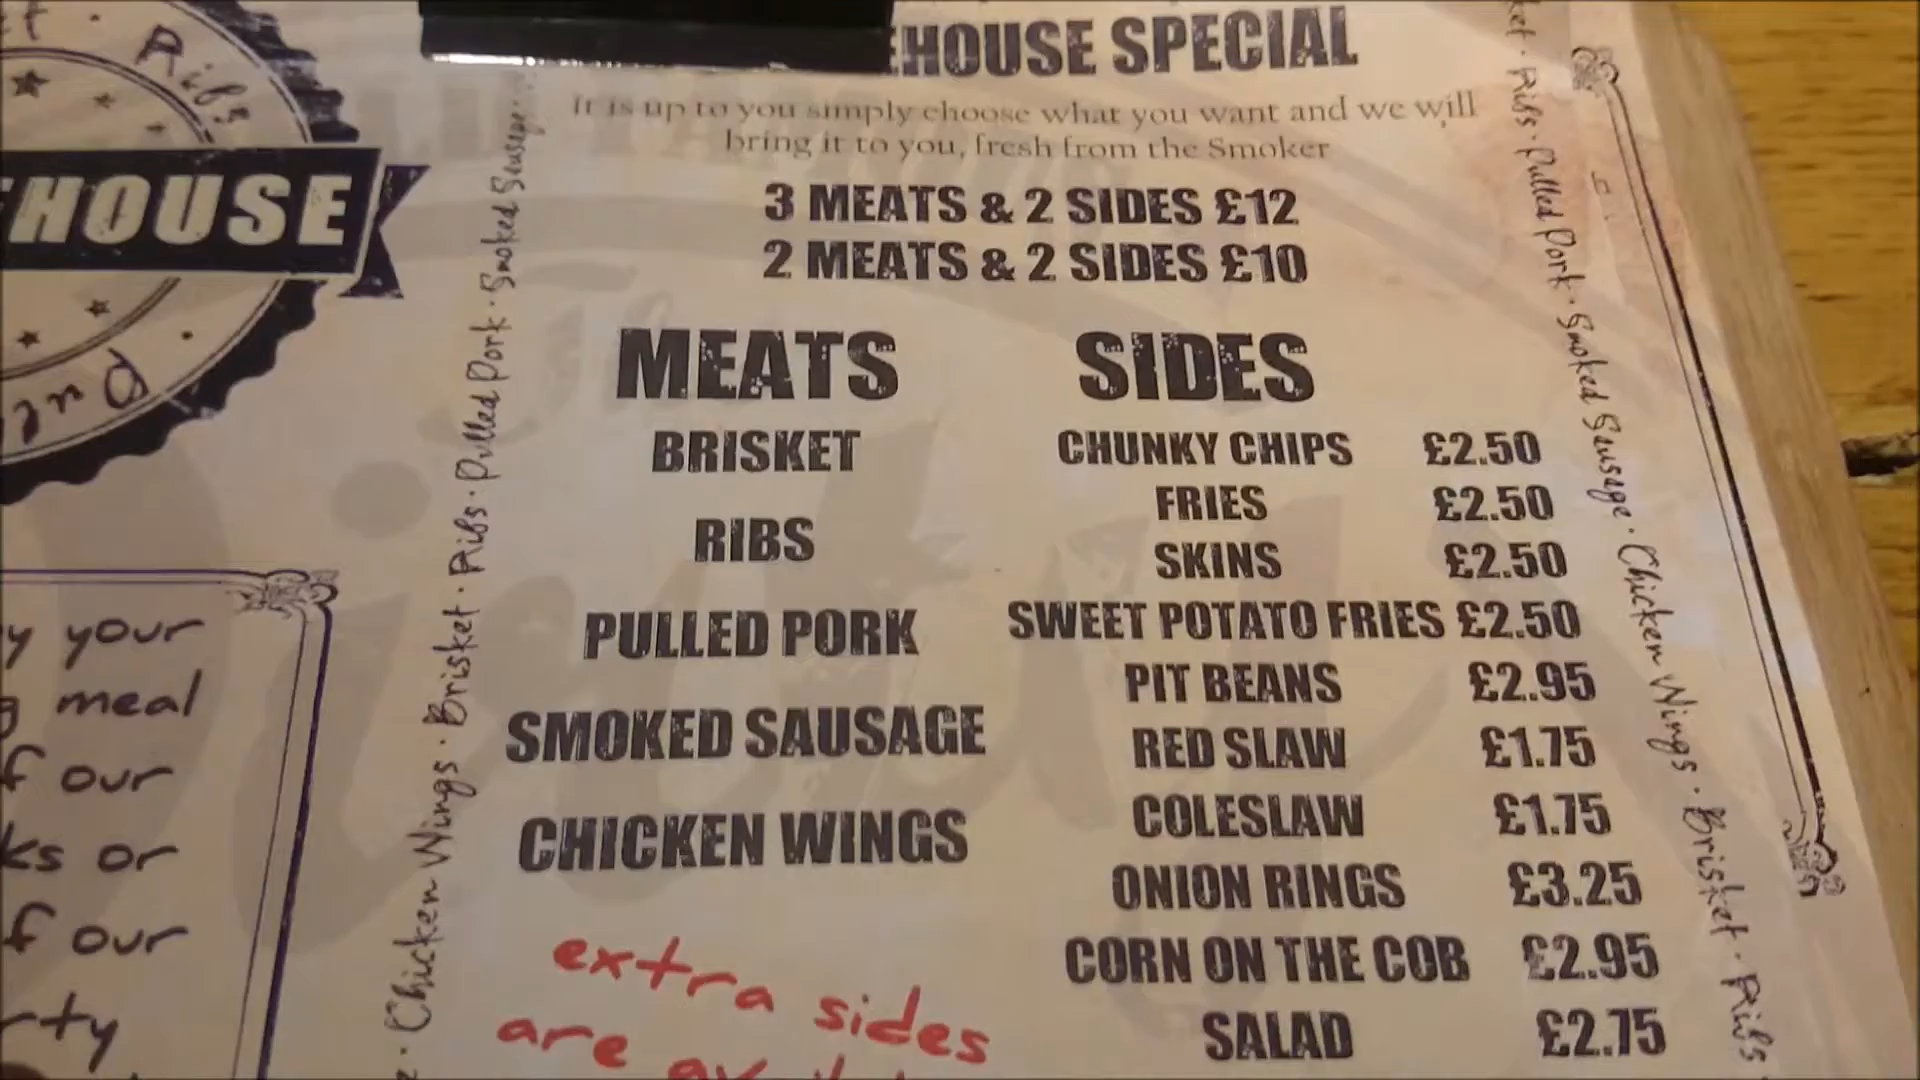 Ribs
HOUSE
y your
meal
our
ks or
f our
rty
Smoked Sausage
Pulled Pork
Ribs
Brisket
Chicken Wings
HOUSE SPECIAL
It is up to you simply choose what you want and we will
bring it to you, fresh from the Smoker
3 MEATS & 2 SIDES £12
2 MEATS & 2 SIDES £10
MEATS SIDES
BRISKET CHUNKY CHIPS £2.50
FRIES £2.50
RIBS SKINS £2.50
PULLED PORK SWEET POTATO FRIES £2.50
PIT BEANS £2.95
SMOKED SAUSAGE RED SLAW £1.75
CHICKEN WINGS COLESLAW £1.75
ONION RINGS £3.25
extra sides CORN ON THE COB £2.95
are SALAD £2.75
ket · Ribs · Pulled Pork · Smoked Sausage · Chicken Wings · Brisket · Ribs